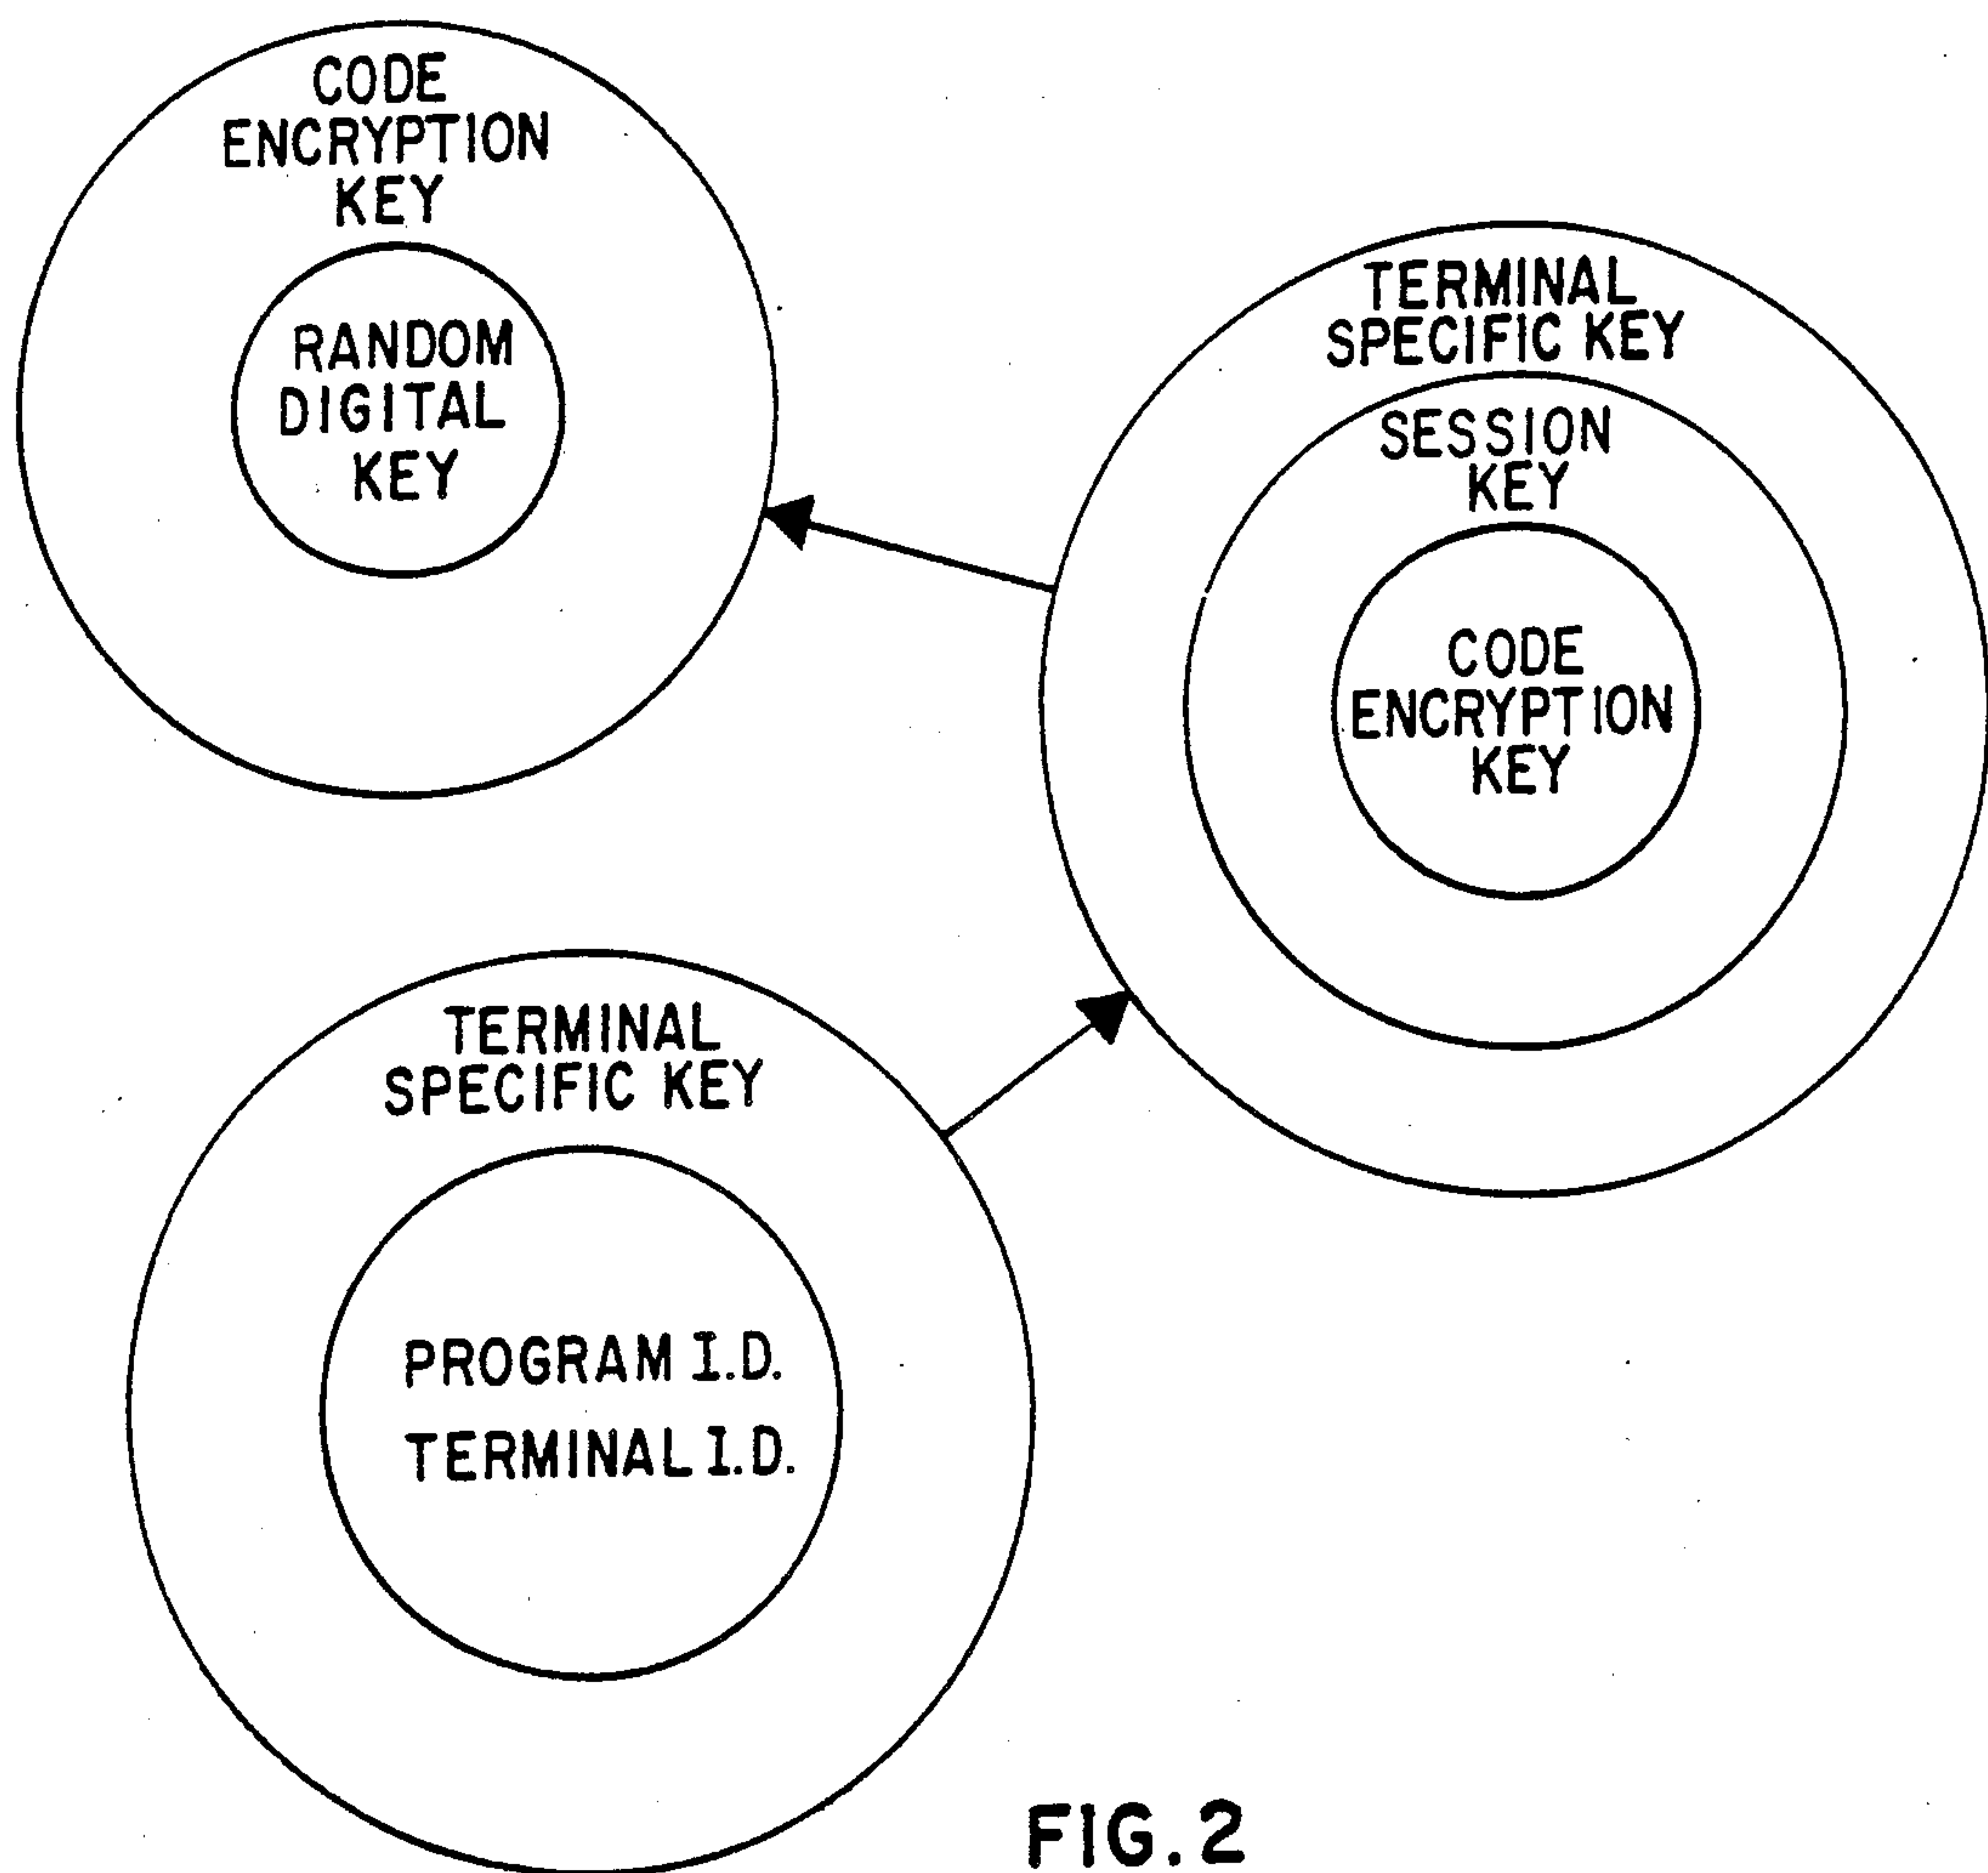 CODE
ENCRYPTION
KEY
RANDOM
DIGITAL
KEY
TERMINAL
SPECIFIC KEY
SESSION
KEY
CODE
ENCRYPTION
KEY
TERMINAL
SPECIFIC KEY
PROGRAM I.D.
TERMINAL I.D.
FIG. 2